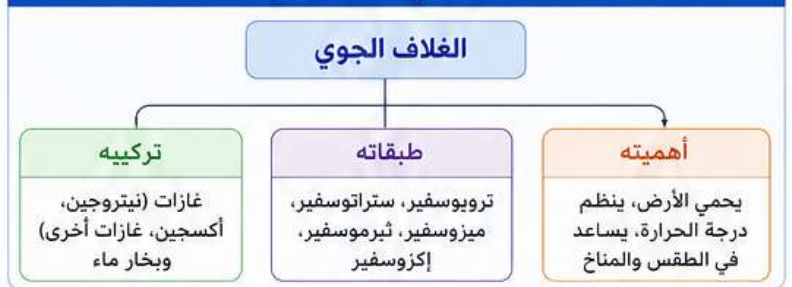 الغلاف الجوي
أهميته
يحمي الأرض، ينظم
درجة الحرارة، يساعد
في الطقس والمناخ
طبقاته
تروبوسفير، ستراتوسفير،
ميزوسفير، ثيرموسفير،
إكزوسفير
تركيبه
غازات (نيتروجين،
أكسجين، غازات أخرى)
وبخار ماء